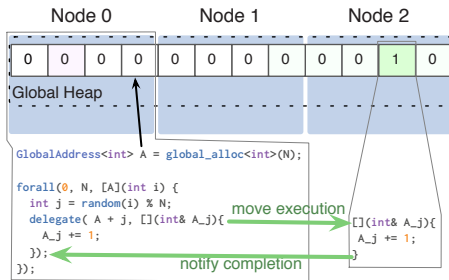 Node 0 Node 1 Node 2
0 0 0 0 0 0 0 0 0 0 1 0
Global Heap
GlobalAddress<int> A = global_alloc<int>(N);
forall(0, N, [A](int i) {
int j = random(i) % N;
delegate( A + j, [](int& A_j){
A_j += 1;
});
});
move execution
notify completion
[](int& A_j){
A_j += 1;
}